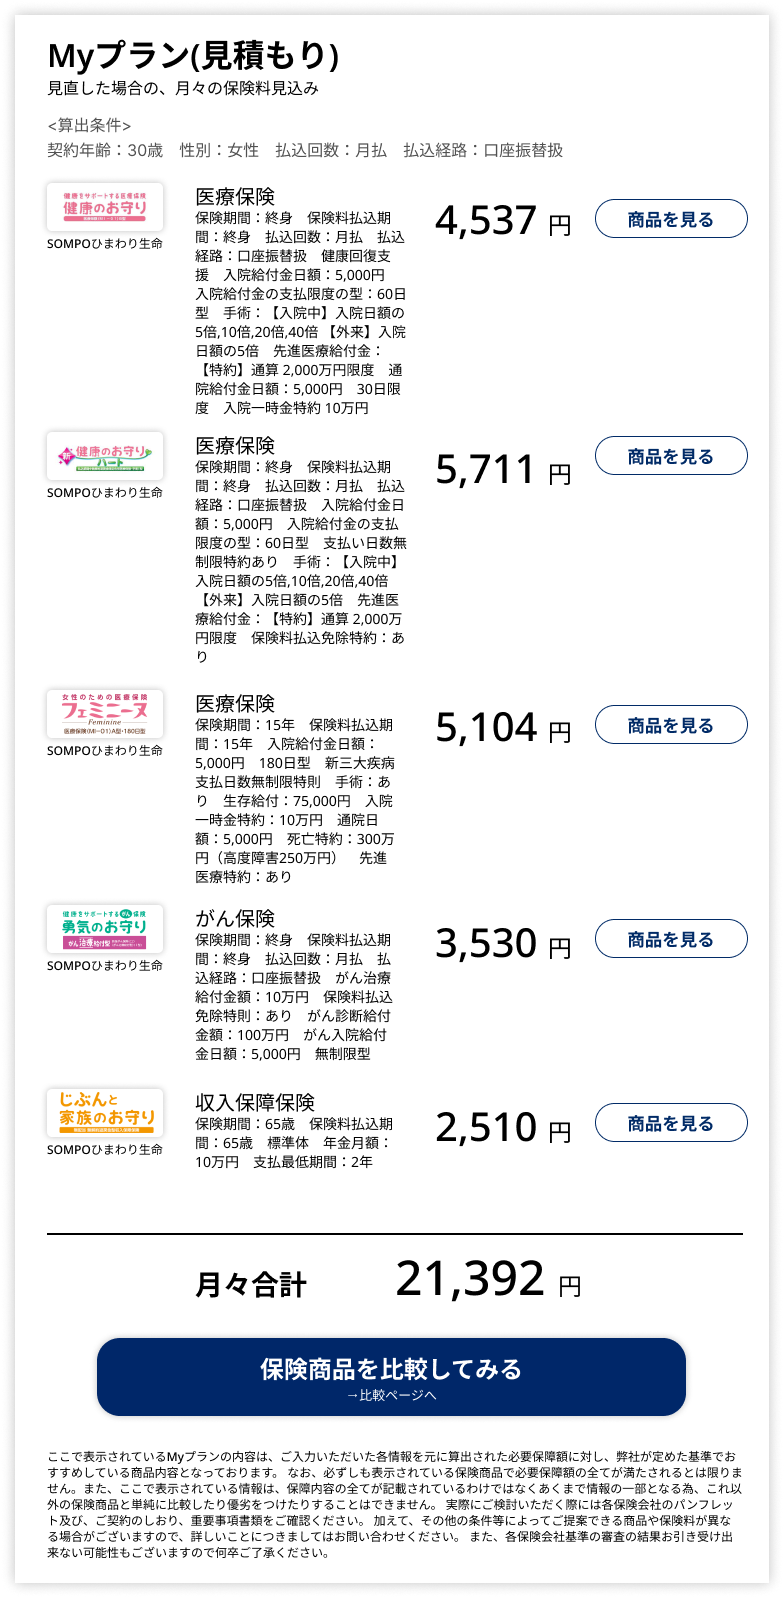 Myプラン(見積もり)
見直した場合の、月々の保険料見込み
<算出条件>
契約年齢：30歳　性別：女性　払込回数：月払　払込経路：口座振替扱
健康をサポートする医療保険
健康のお守り
SOMPOひまわり生命
医療保険
保険期間：終身　保険料払込期
間：終身　払込回数：月払　払込
経路：口座振替扱　健康回復支
援　入院給付金日額：5,000円
入院給付金の支払限度の型：60日
型　手術：【入院中】入院日額の
5倍,10倍,20倍,40倍 【外来】入院
日額の5倍　先進医療給付金：
【特約】通算 2,000万円限度　通
院給付金日額：5,000円　30日限
度　入院一時金特約 10万円
4,537 円
商品を見る
新 健康のお守り
ハート
SOMPOひまわり生命
医療保険
保険期間：終身　保険料払込期
間：終身　払込回数：月払　払込
経路：口座振替扱　入院給付金日
額：5,000円　入院給付金の支払
限度の型：60日型　支払い日数無
制限特約あり　手術：【入院中】
入院日額の5倍,10倍,20倍,40倍
【外来】入院日額の5倍　先進医
療給付金：【特約】通算 2,000万
円限度　保険料払込免除特約：あ
り
5,711 円
商品を見る
女性のための医療保険
フェミニーヌ
Feminine
医療保険(MI-01)A型・180日型
SOMPOひまわり生命
医療保険
保険期間：15年　保険料払込期
間：15年　入院給付金日額：
5,000円　180日型　新三大疾病
支払日数無制限特則　手術：あ
り　生存給付：75,000円　入院
一時金特約：10万円　通院日
額：5,000円　死亡特約：300万
円（高度障害250万円）　先進
医療特約：あり
5,104 円
商品を見る
健康をサポートするがん保険
勇気のお守り
がん治療給付型
SOMPOひまわり生命
がん保険
保険期間：終身　保険料払込期
間：終身　払込回数：月払　払
込経路：口座振替扱　がん治療
給付金額：10万円　保険料払込
免除特則：あり　がん診断給付
金額：100万円　がん入院給付
金日額：5,000円　無制限型
3,530 円
商品を見る
じぶんと
家族のお守り
SOMPOひまわり生命
収入保障保険
保険期間：65歳　保険料払込期
間：65歳　標準体　年金月額：
10万円　支払最低期間：2年
2,510 円
商品を見る
月々合計 21,392 円
保険商品を比較してみる
→比較ページへ
ここで表示されているMyプランの内容は、ご入力いただいた各情報を元に算出された必要保障額に対し、弊社が定めた基準でお
すすめしている商品内容となっております。 なお、必ずしも表示されている保険商品で必要保障額の全てが満たされるとは限りま
せん。また、ここで表示されている情報は、保障内容の全てが記載されているわけではなくあくまで情報の一部となる為、これ以
外の保険商品と単純に比較したり優劣をつけたりすることはできません。 実際にご検討いただく際には各保険会社のパンフレッ
ト及び、ご契約のしおり、重要事項書類をご確認ください。 加えて、その他の条件等によってご提案できる商品や保険料が異な
る場合がございますので、詳しいことにつきましてはお問い合わせください。 また、各保険会社基準の審査の結果お引き受け出
来ない可能性もございますので何卒ご了承ください。